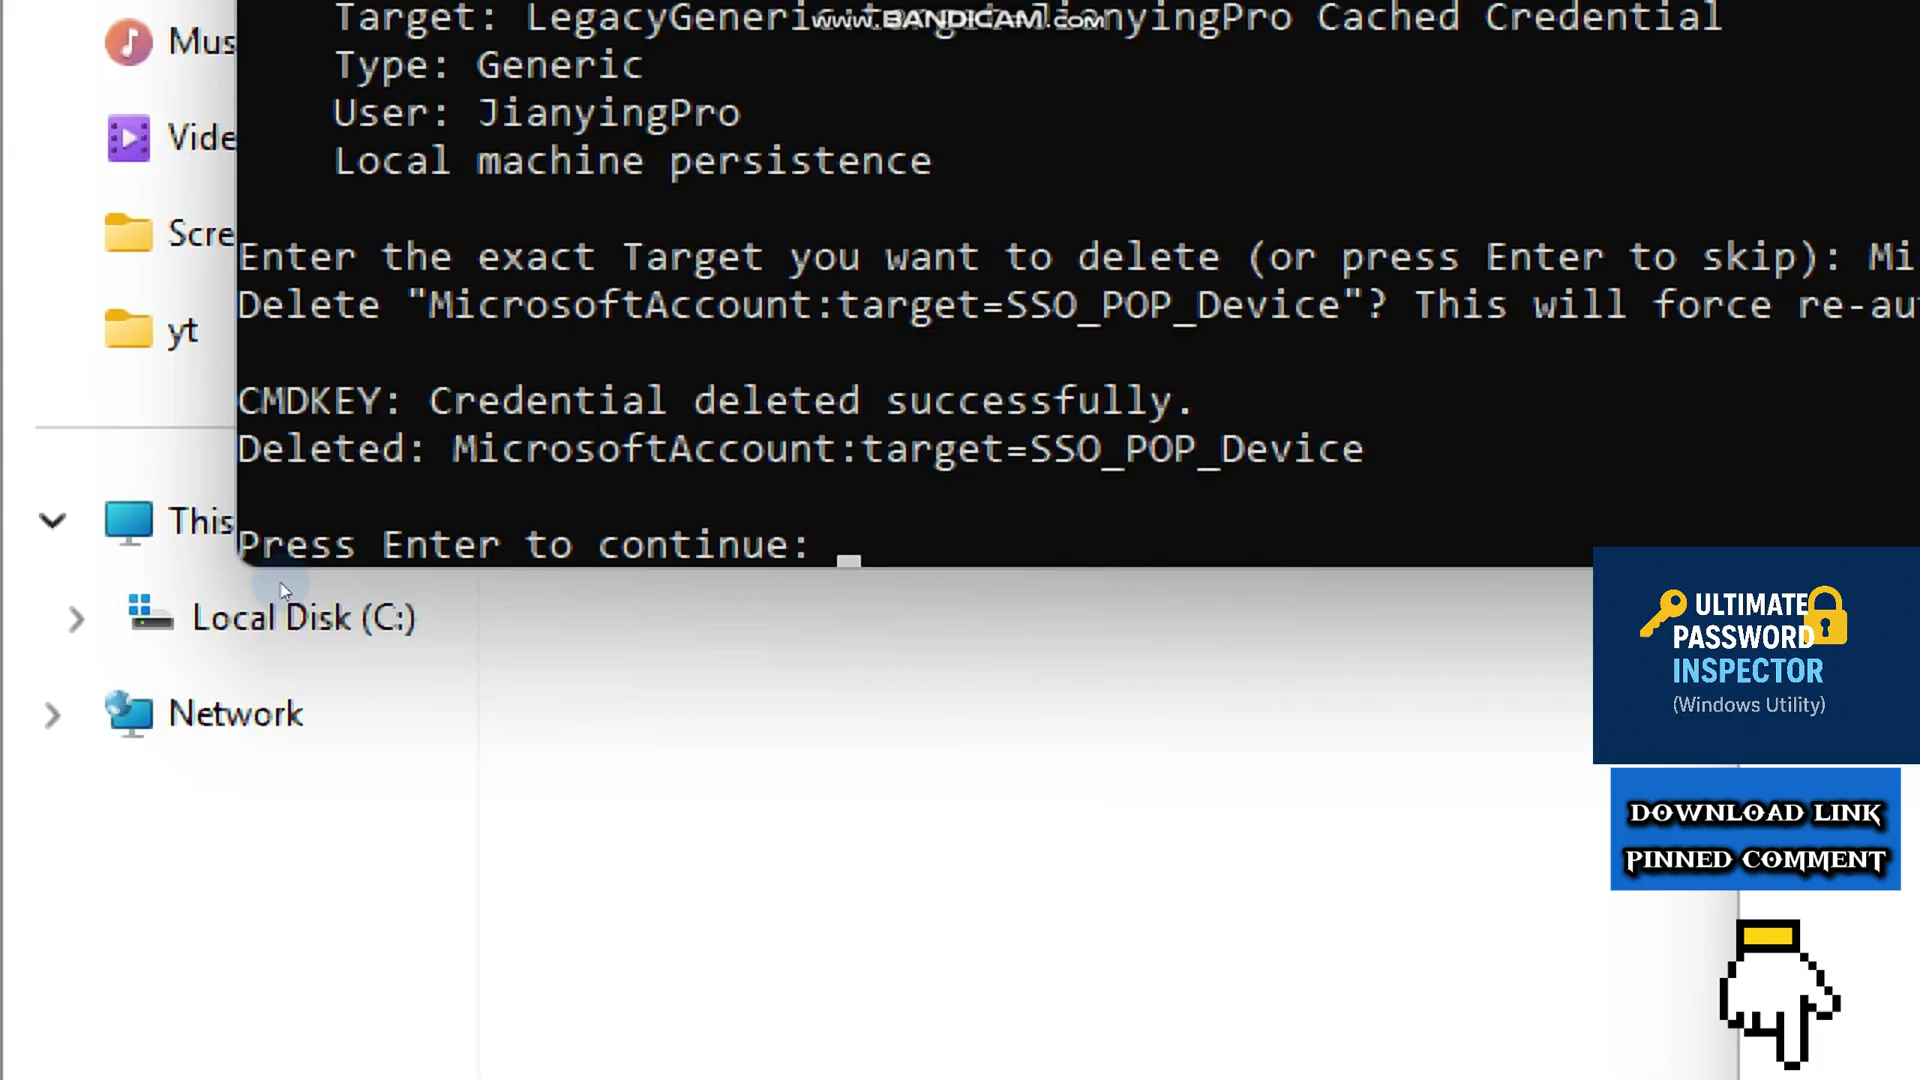 www.BANDICAM.com
Target: LegacyGeneric:target=JianyingPro Cached Credential
Type: Generic
User: JianyingPro
Local machine persistence
Enter the exact Target you want to delete (or press Enter to skip): Mi
Delete "MicrosoftAccount:target=SSO_POP_Device"? This will force re-au
CMDKEY: Credential deleted successfully.
Deleted: MicrosoftAccount:target=SSO_POP_Device
Press Enter to continue:
Mus
Vide
Scre
yt
This
Local Disk (C:)
Network
ULTIMATE
PASSWORD
INSPECTOR
(Windows Utility)
DOWNLOAD LINK
PINNED COMMENT